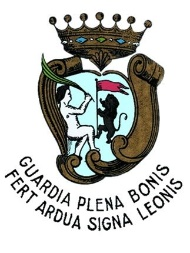 GUARDIA PLENA BONIS
FERT ARDUA SIGNA LEONIS